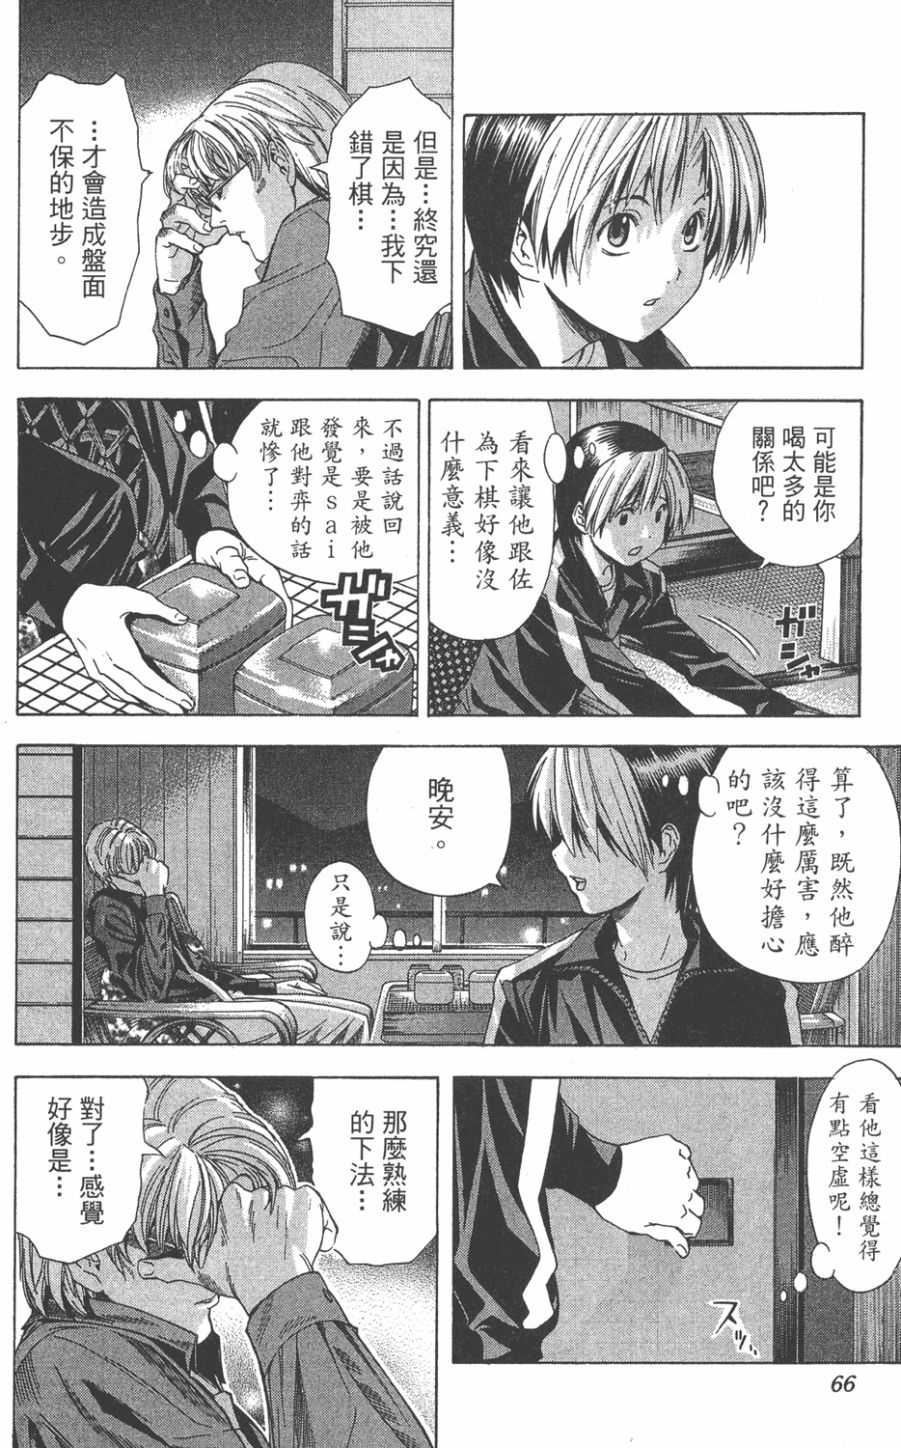 但是…終究還
是因為…我下
錯了棋…
…才會造成盤面
不保的地步。
可能是你
喝太多的
關係吧？
ガシャ
看來讓他跟佐
為下棋好像沒
什麼意義…
不過話說回
來，要是被他
發覺是sai
跟他對弈的話
就慘了…
ガシャ
算了，既然他醉
得這麼厲害，應
該沒什麼好擔心
的吧？
晚安。
只是說…
看他這樣總覺得
有點空虛呢！
スッ
那麼熟練
的下法…
對了…感覺
好像是…
66